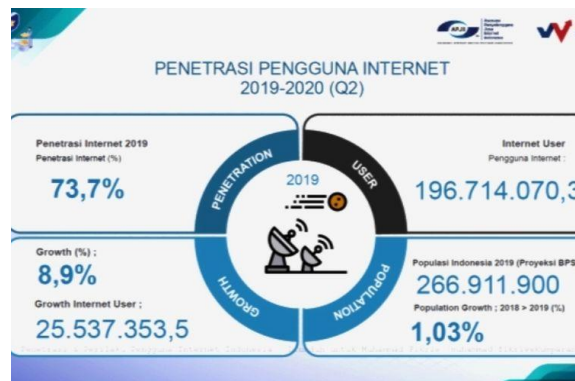 APJII
PENETRASI PENGGUNA INTERNET
2019-2020 (Q2)
Penetrasi Internet 2019
Penetrasi Internet (%)
73,7%
Internet User
Pengguna Internet :
196.714.070,3
PENETRATION
USER
2019
GROWTH
POPULATION
Growth (%) ;
8,9%
Growth Internet User ;
25.537.353,5
Populasi Indonesia 2019 (Proyeksi BPS
266.911.900
Population Growth ; 2018 > 2019 (%)
1,03%